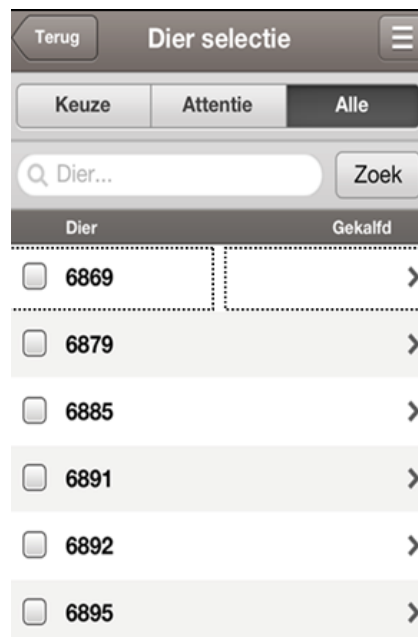 Terug Dier selectie
Keuze Attentie Alle
Dier... Zoek
Dier Gekalfd
6869
6879
6885
6891
6892
6895